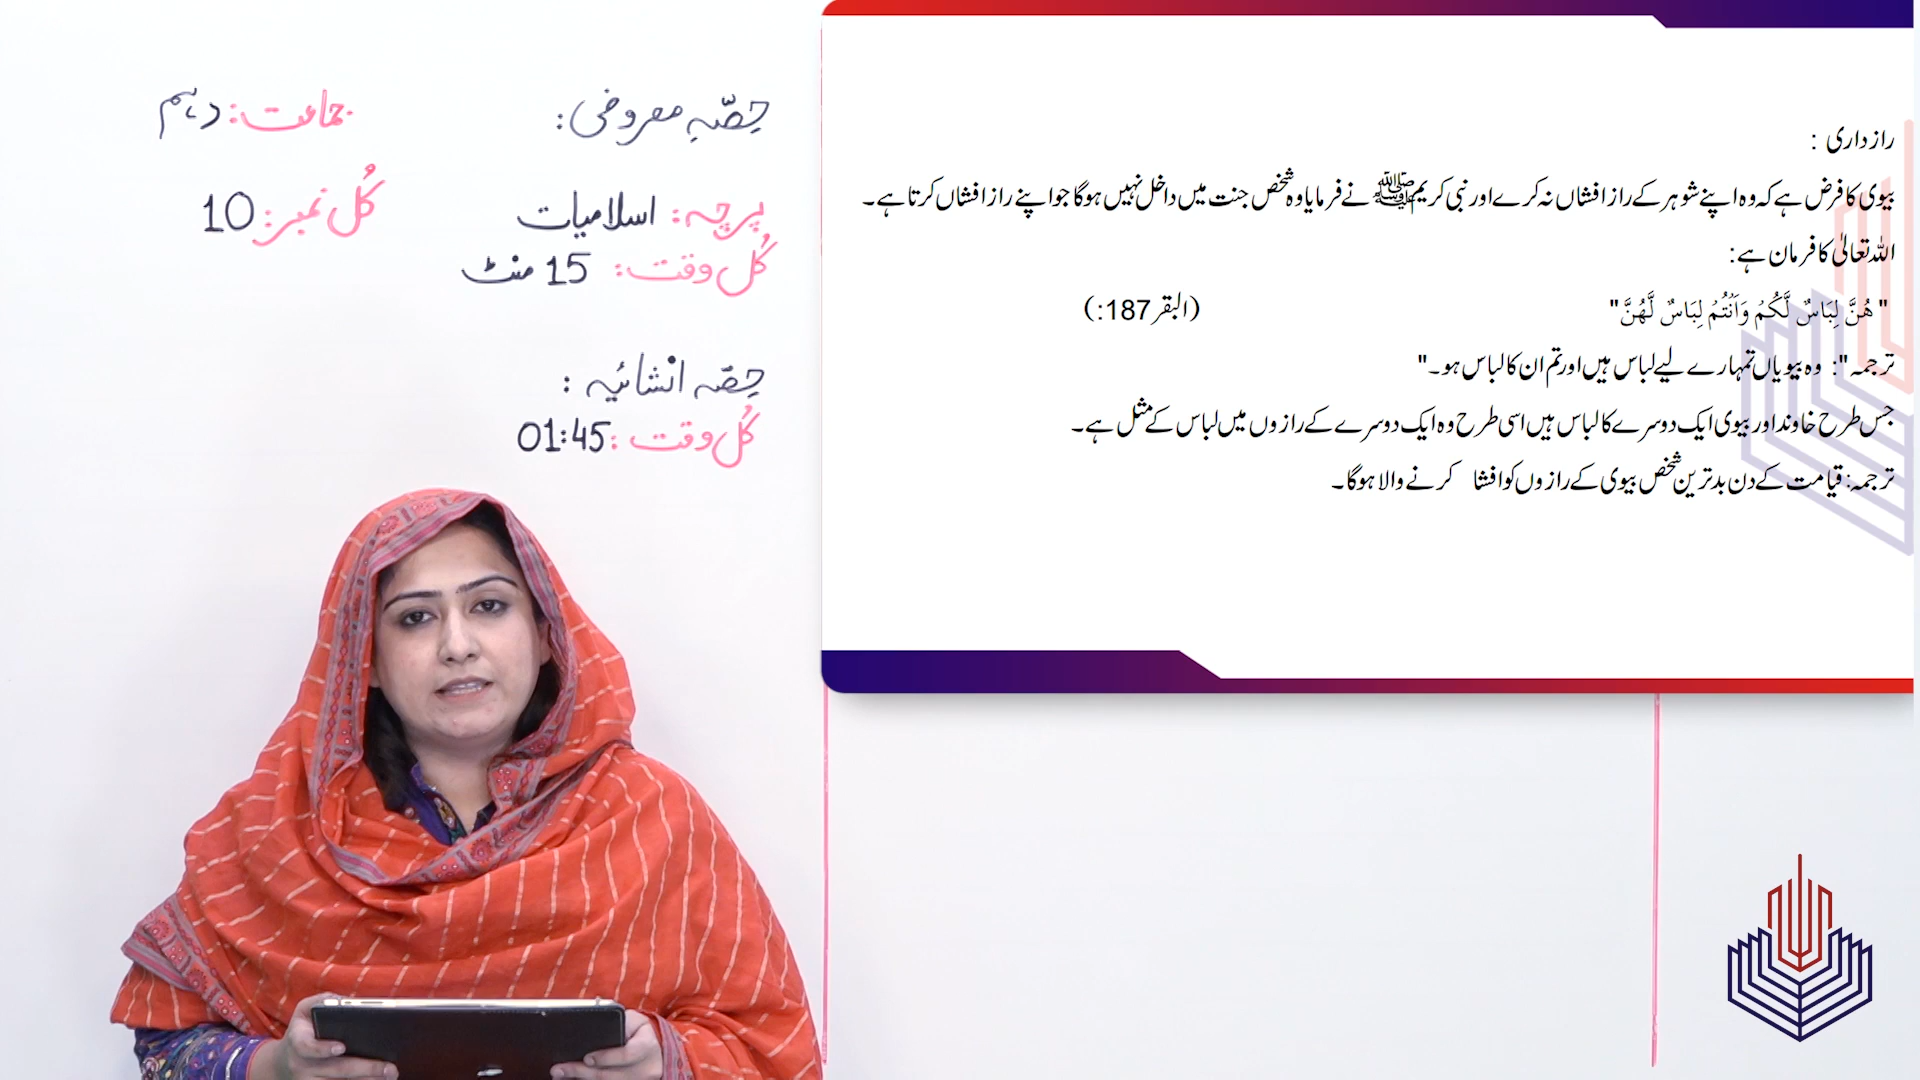 حِصّہِ معروضی:
جماعت: دہم
پرچہ: اسلامیات
کُل نمبر: 10
کُل وقت: 15 منٹ
حِصّہ انشائیہ :
کُل وقت: 01:45
رازداری :
بیوی کا فرض ہے کہ وہ اپنے شوہر کے راز افشاں نہ کرے اور نبی کریم ﷺ نے فرمایا وہ شخص جنت میں داخل نہیں ہوگا جو اپنے راز افشاں کرتا ہے۔
اللہ تعالیٰ کا فرمان ہے:
" هُنَّ لِبَاسٌ لَّكُمْ وَاَنْتُمْ لِبَاسٌ لَّهُنَّ" (البقر187:)
ترجمہ": وہ بیویاں تمہارے لیے لباس ہیں اور تم ان کا لباس ہو۔"
جس طرح خاوند اور بیوی ایک دوسرے کا لباس ہیں اسی طرح وہ ایک دوسرے کے رازوں میں لباس کے مثل ہے۔
ترجمہ: قیامت کے دن بدترین شخص بیوی کے رازوں کو افشا کرنے والا ہوگا۔